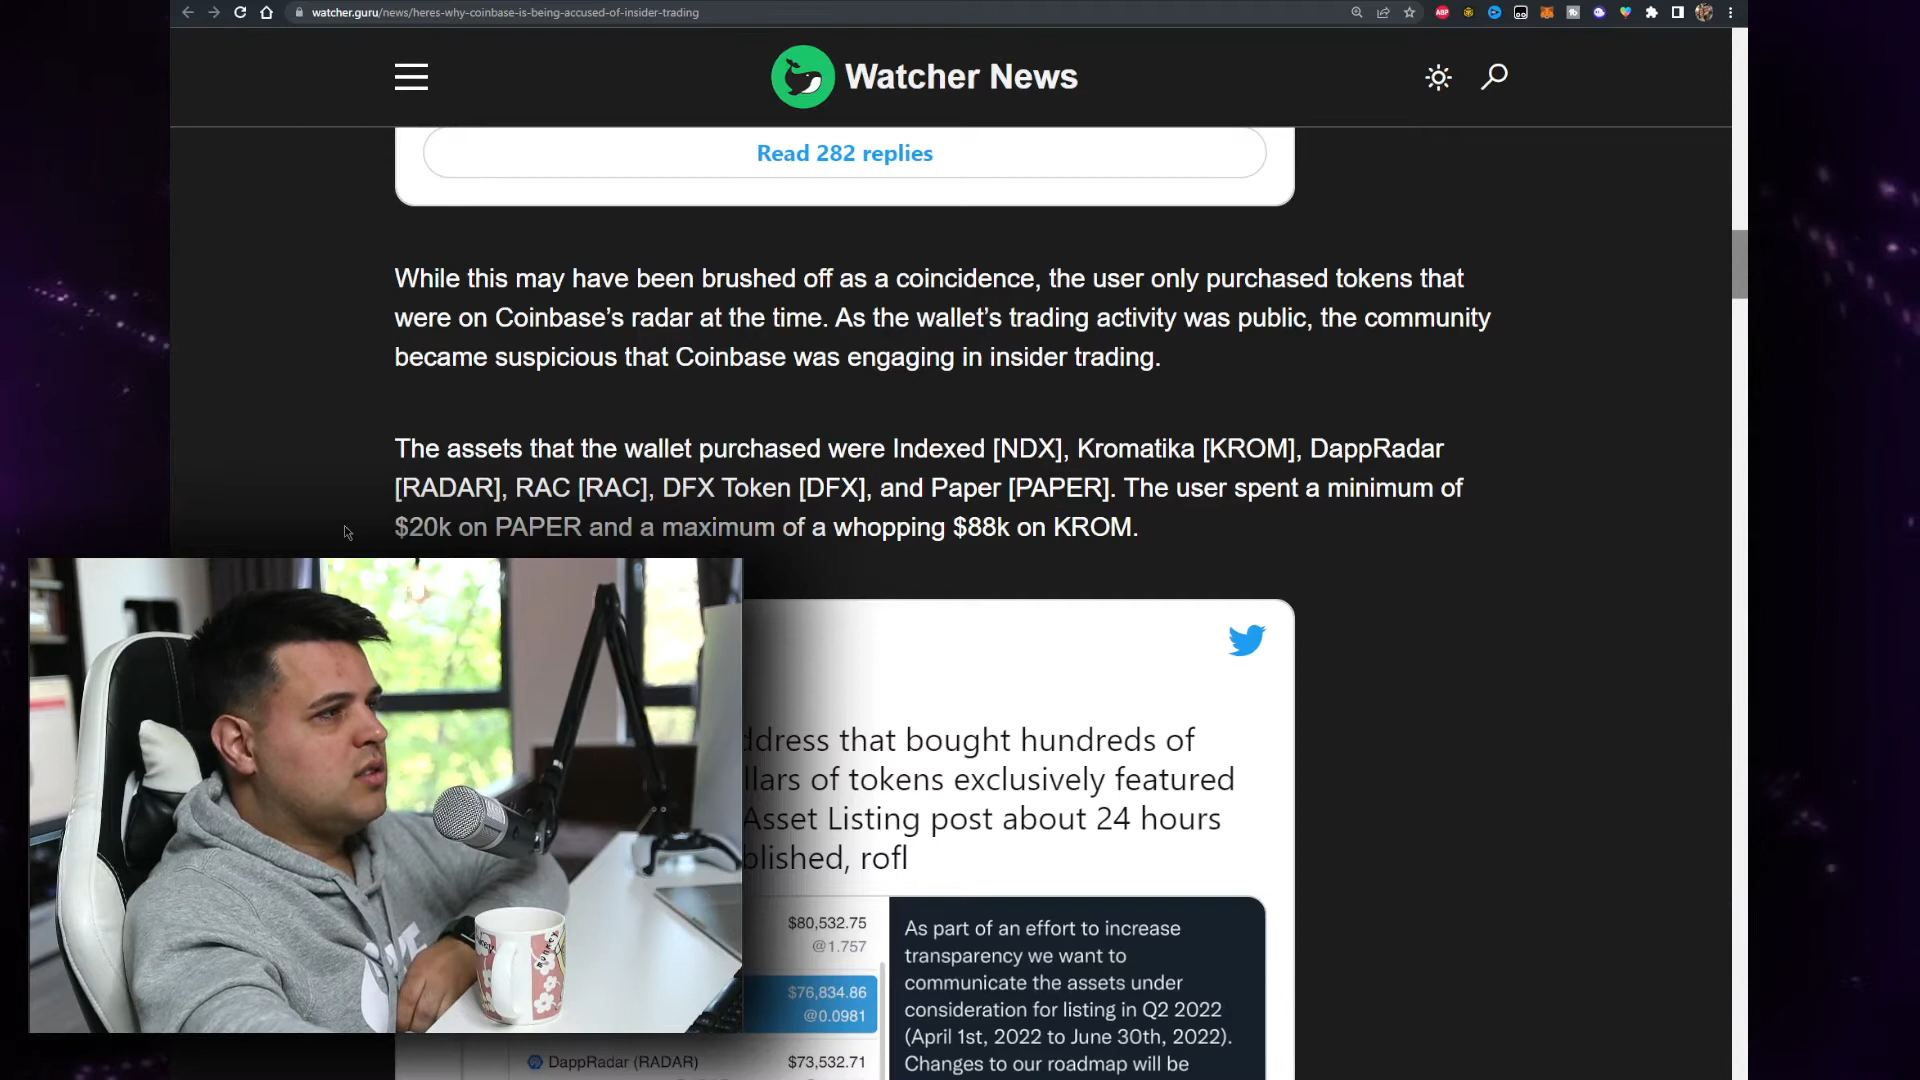 watcher.guru/news/heres-why-coinbase-is-being-accused-of-insider-trading
ABP
Watcher News
Read 282 replies
While this may have been brushed off as a coincidence, the user only purchased tokens that
were on Coinbase’s radar at the time. As the wallet’s trading activity was public, the community
became suspicious that Coinbase was engaging in insider trading.
The assets that the wallet purchased were Indexed [NDX], Kromatika [KROM], DappRadar
[RADAR], RAC [RAC], DFX Token [DFX], and Paper [PAPER]. The user spent a minimum of
$20k on PAPER and a maximum of a whopping $88k on KROM.
ddress that bought hundreds of
llars of tokens exclusively featured
Asset Listing post about 24 hours
blished, rofl
$80,532.75
@1.757
$76,834.86
@0.0981
DappRadar (RADAR)
$73,532.71
As part of an effort to increase
transparency we want to
communicate the assets under
consideration for listing in Q2 2022
(April 1st, 2022 to June 30th, 2022).
Changes to our roadmap will be
monkey